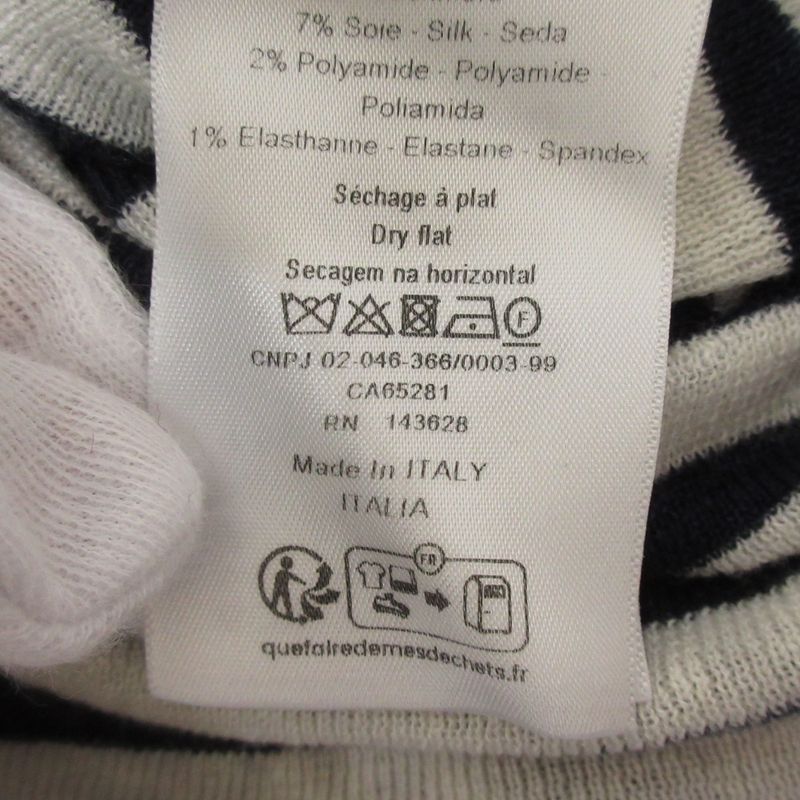 7% Soie - Silk - Seda
2% Polyamide - Polyamide -
Poliamida
1% Elasthanne - Elastane - Spandex
Séchage à plat
Dry flat
Secagem na horizontal
F
CNPJ 02-046-366/0003-99
CA65281
RN 143628
Made In ITALY
ITALIA
FR
quefairedemesdechets.fr